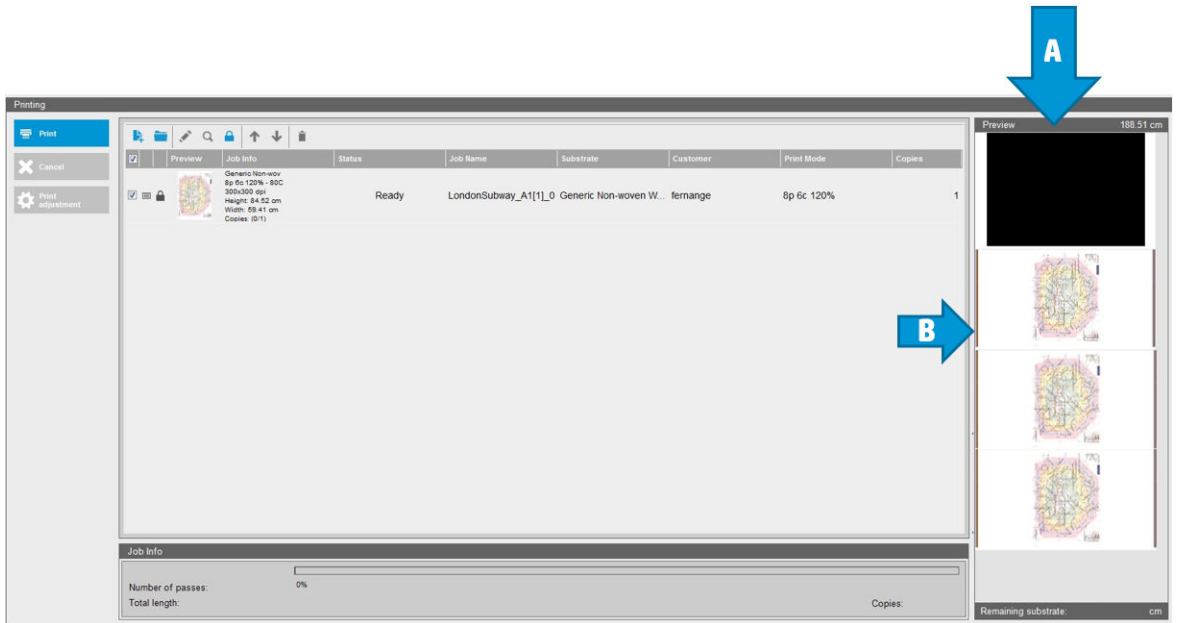 A
Printing
Print
Cancel
Print
adjustment
Preview Job Info Status Job Name Substrate Customer Print Mode Copies
Generic Non-wov
8p 6c 120% - 80C
300x300 dpi
Height: 84.52 cm
Width: 59.41 cm
Copies: (0/1)
Ready LondonSubway_A1[1]_0 Generic Non-woven W... fernange 8p 6c 120% 1
Preview 188.51 cm
B
Job Info
0%
Number of passes:
Total length: Copies:
Remaining substrate: cm